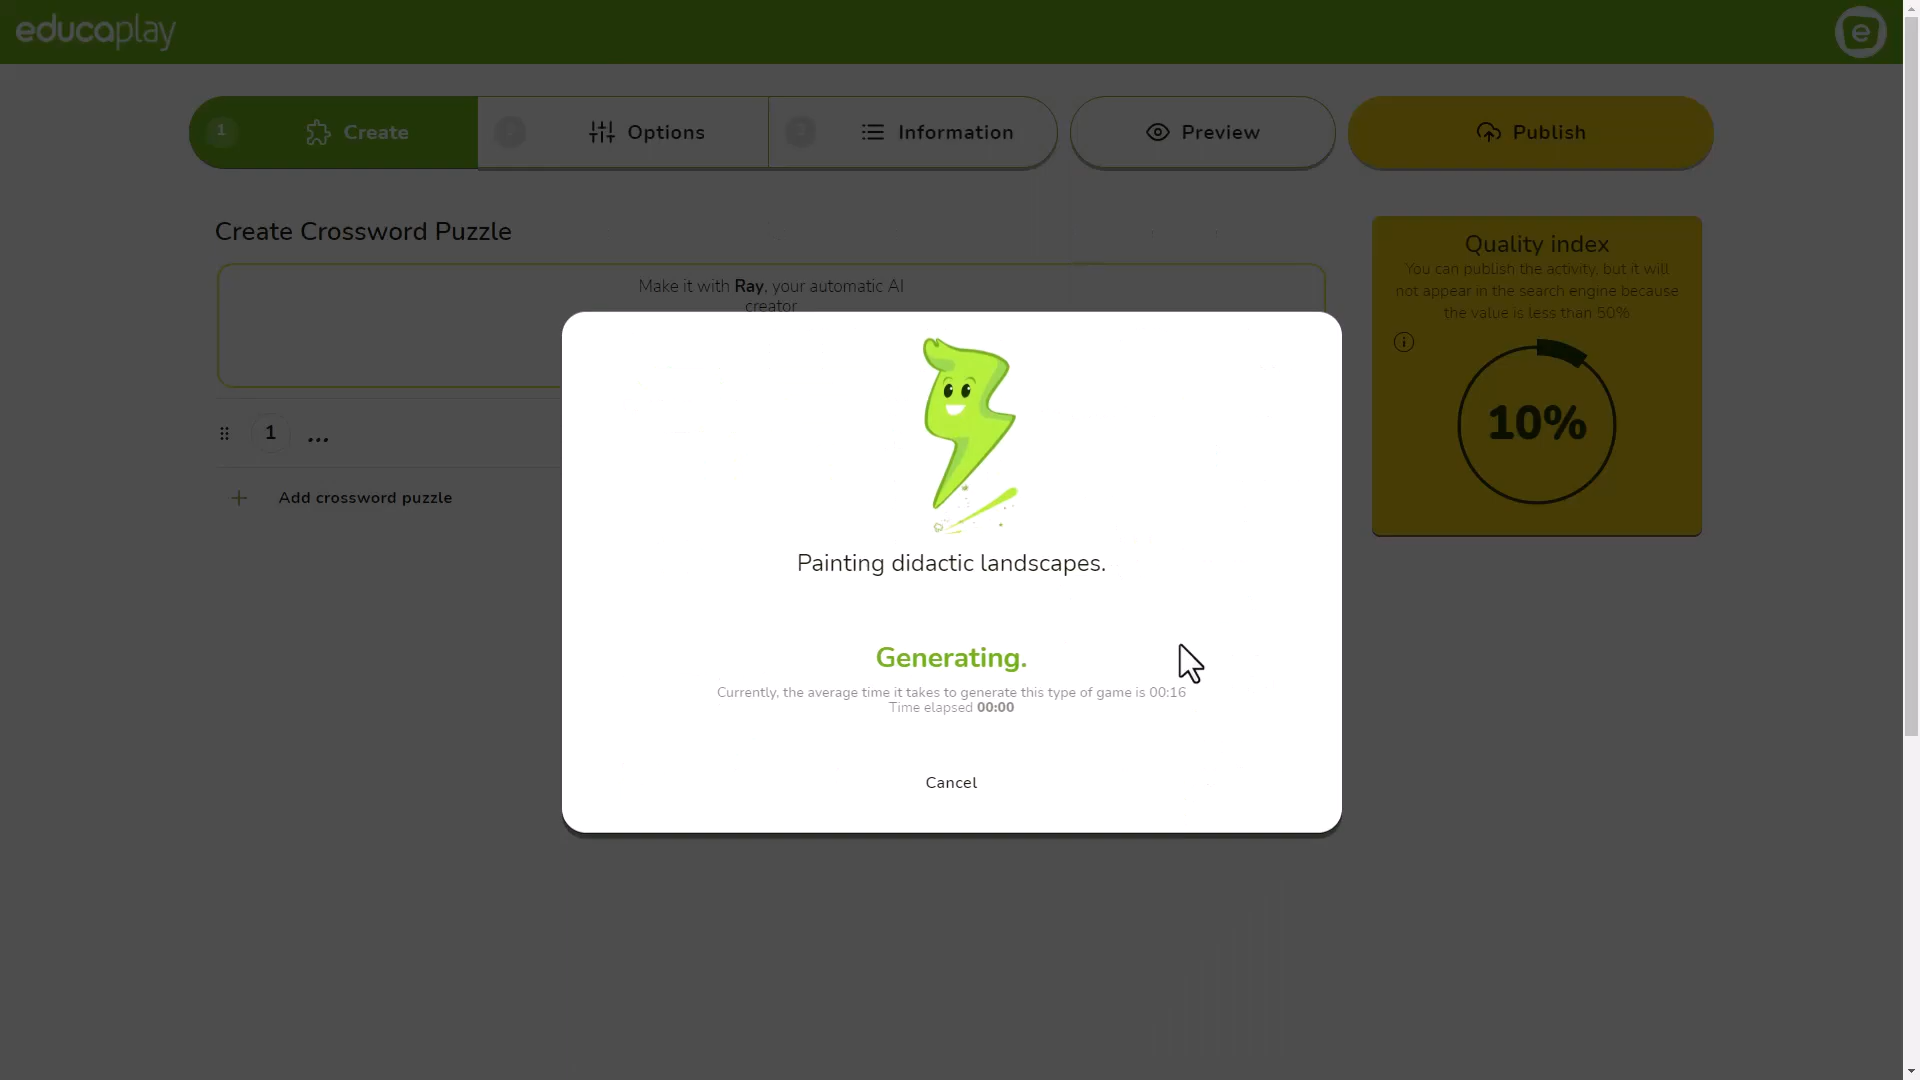 educaplay
e
1 Create
Options
Information
Preview
Publish
Create Crossword Puzzle
Make it with Ray, your automatic AI
creator
Quality index
You can publish the activity, but it will
not appear in the search engine because
the value is less than 50%
10%
1 ...
Add crossword puzzle
Painting didactic landscapes.
Generating.
Currently, the average time it takes to generate this type of game is 00:16
Time elapsed 00:00
Cancel